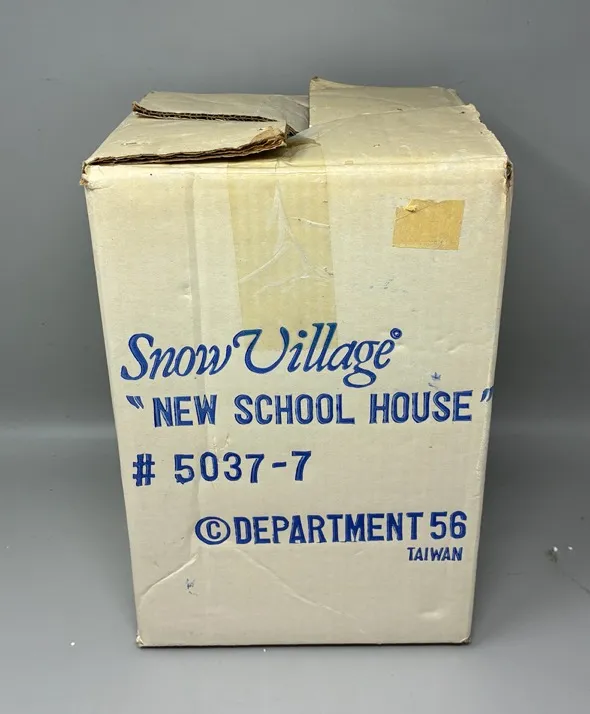 Snow Village®
"NEW SCHOOL HOUSE"
# 5037-7
©DEPARTMENT 56
TAIWAN